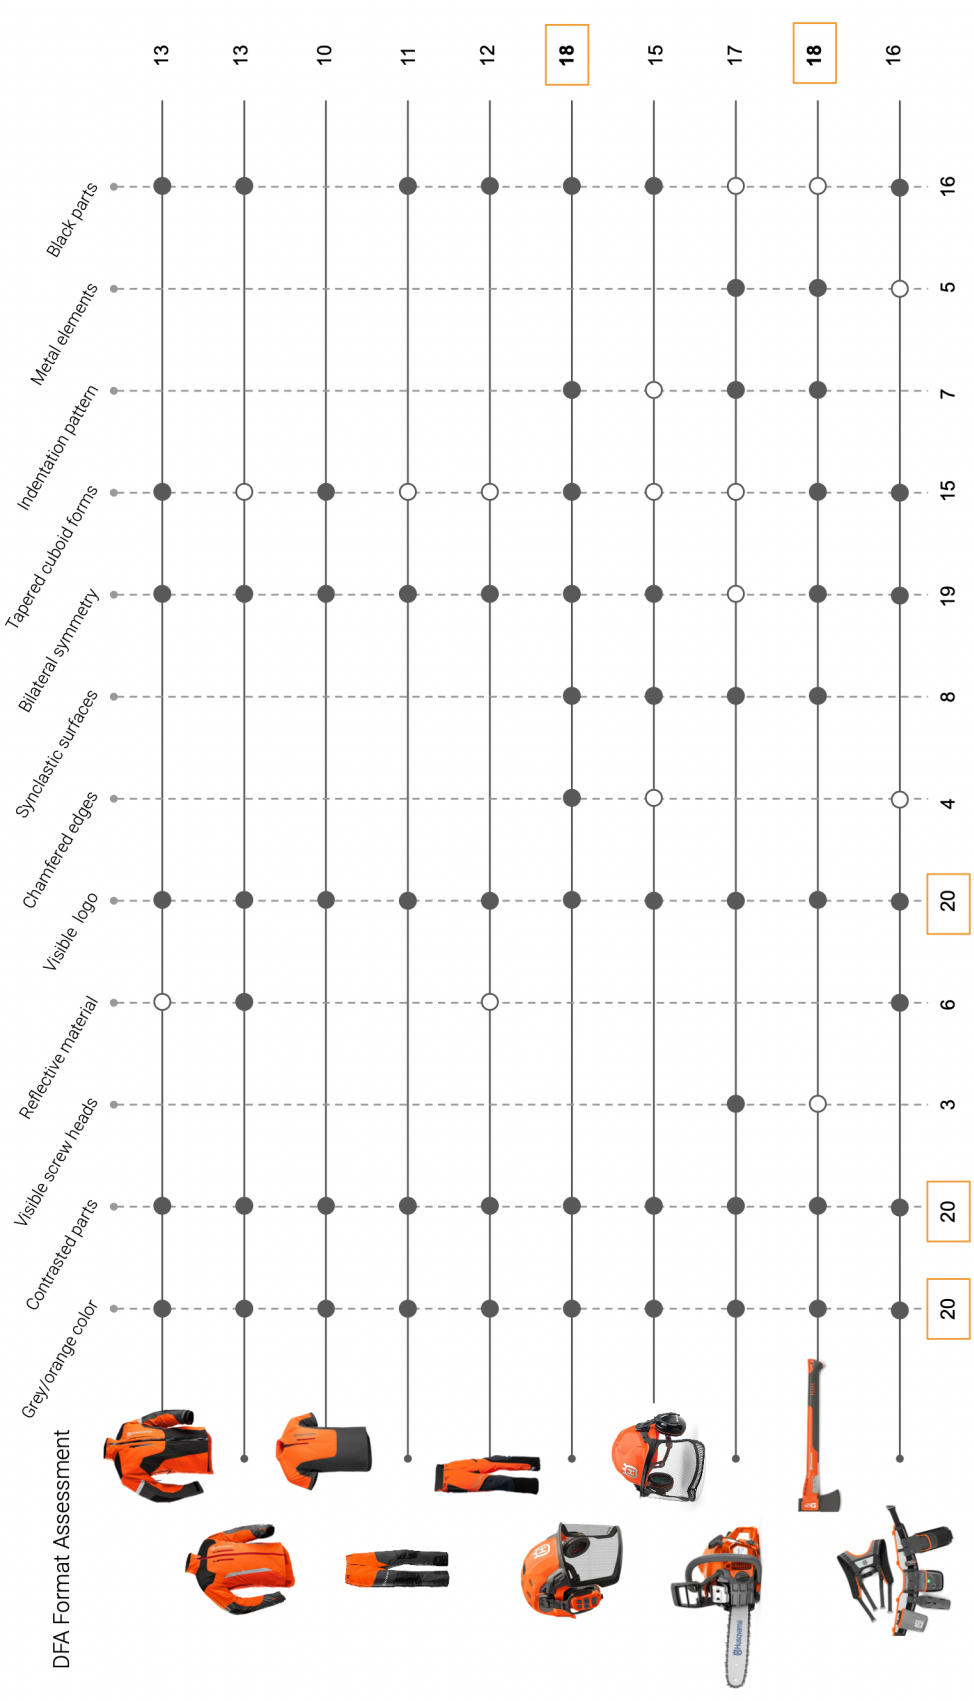 DFA Format Assessment
Grey/orange color
Contrasted parts
Visible screw heads
Reflective material
Visible logo
Chamfered edges
Synclastic surfaces
Bilateral symmetry
Tapered cuboid forms
Indentation pattern
Metal elements
Black parts
13
13
10
11
12
18
15
17
18
16
20
20
3
6
20
4
8
19
15
7
5
16
Husqvarna